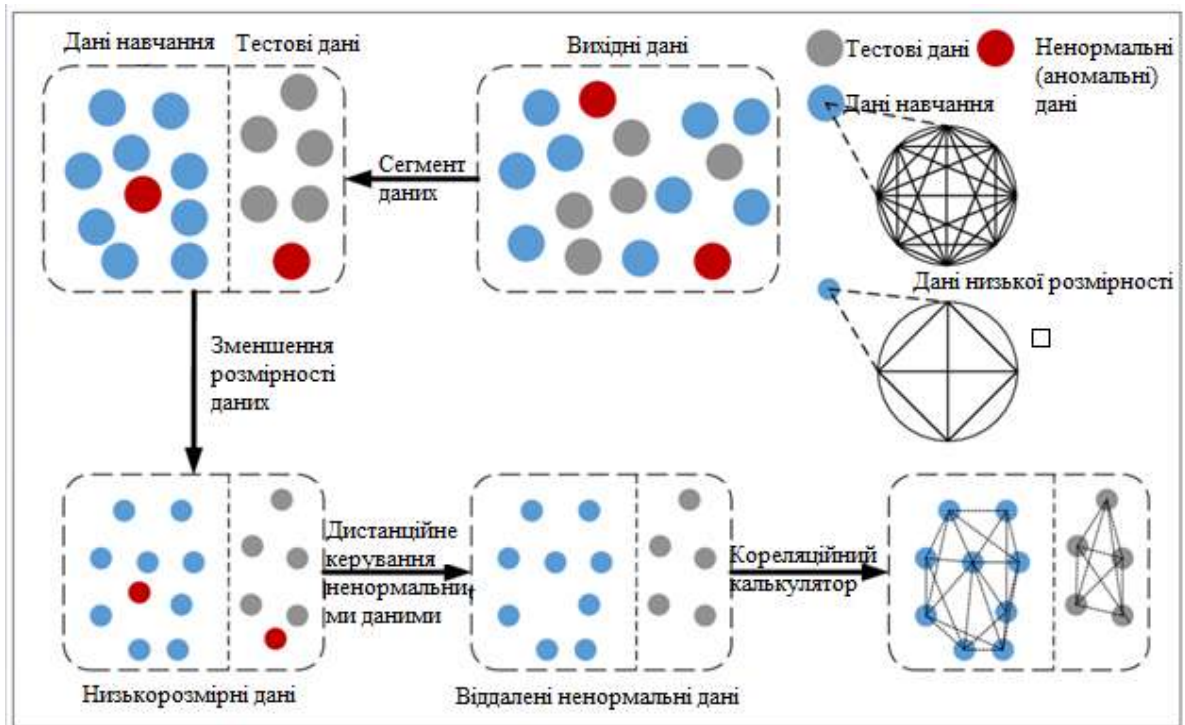 Дані навчання
Тестові дані
Вихідні дані
Тестові дані
Ненормальні
(аномальні)
дані
Дані навчання
Сегмент
даних
Дані низької розмірності
Зменшення
розмірності
даних
Дистанційне
керування
ненормальни-
ми даними
Кореляційний
калькулятор
Низькорозмірні дані
Віддалені ненормальні дані